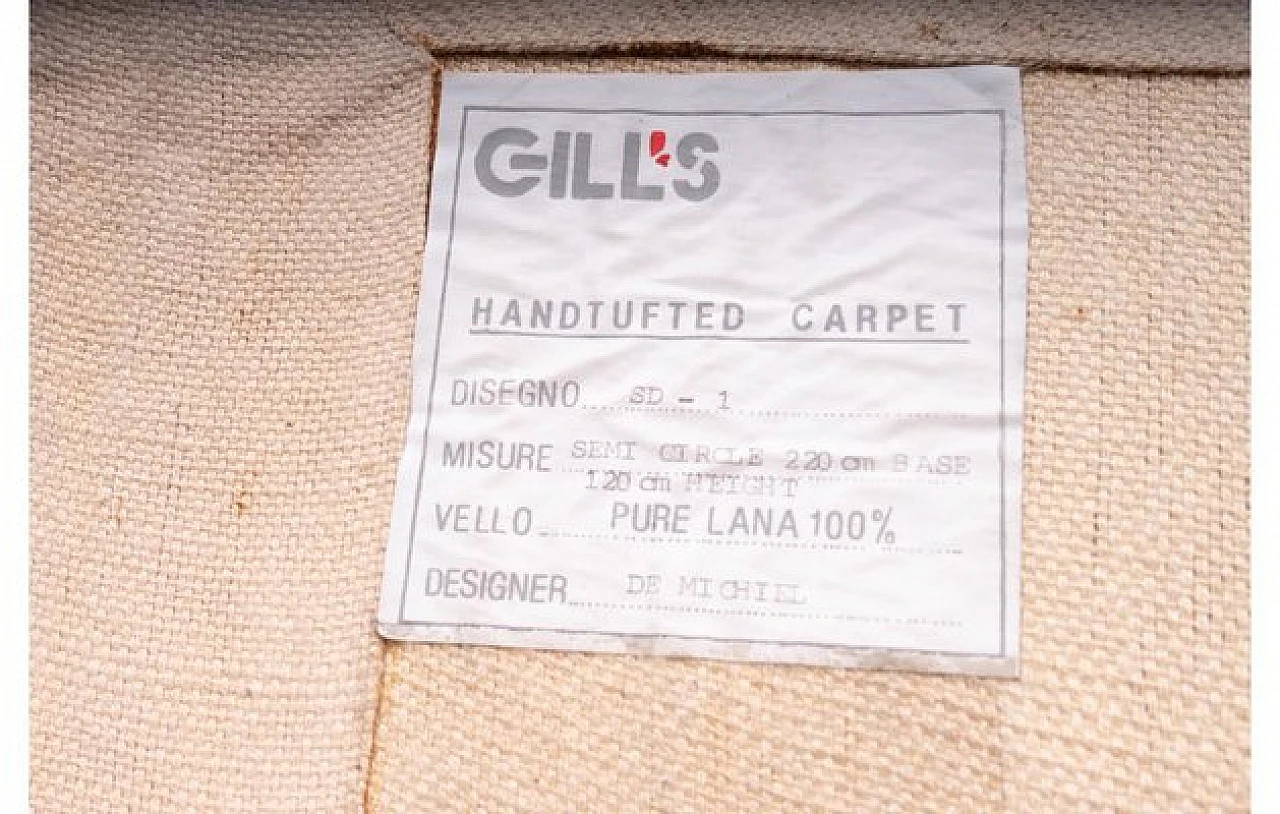 GILL'S
HANDTUFTED CARPET
DISEGNO SD - 1
MISURE SEMI CIRCLE 220 cm BASE
120 cm HEIGHT
VELLO PURE LANA 100%
DESIGNER DE MICHIEL